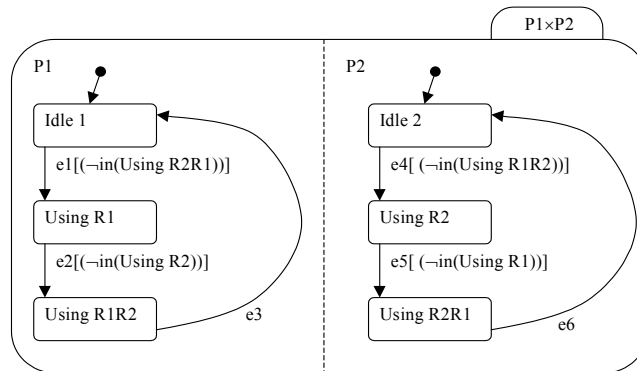 P1×P2
P1
Idle 1
e1[(¬in(Using R2R1))]
Using R1
e2[(¬in(Using R2))]
Using R1R2
e3
P2
Idle 2
e4[ (¬in(Using R1R2))]
Using R2
e5[ (¬in(Using R1))]
Using R2R1
e6